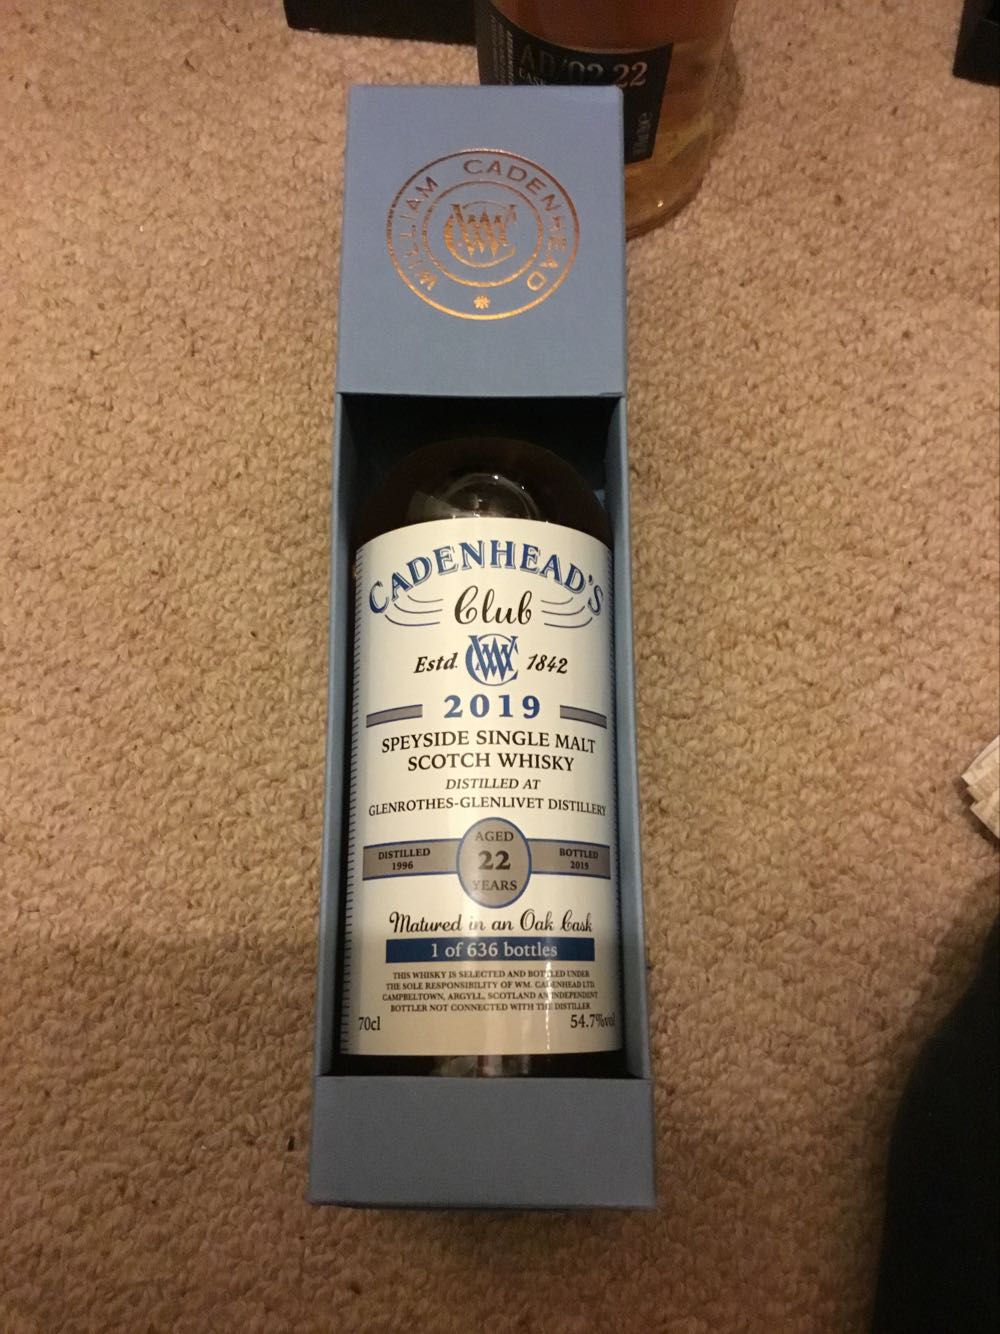 AD/02.22
WILLIAM CADENHEAD
CADENHEAD'S
Club
Estd. 1842
2019
SPEYSIDE SINGLE MALT
SCOTCH WHISKY
DISTILLED AT
GLENROTHES-GLENLIVET DISTILLERY
AGED
DISTILLED 22 BOTTLED
1996 YEARS 2019
Matured in an Oak Cask
1 of 636 bottles
THIS WHISKY IS SELECTED AND BOTTLED UNDER
THE SOLE RESPONSIBILITY OF WM. CADENHEAD LTD.
CAMPBELTOWN, ARGYLL, SCOTLAND AN INDEPENDENT
BOTTLER NOT CONNECTED WITH THE DISTILLER
70cl 54.7%vol